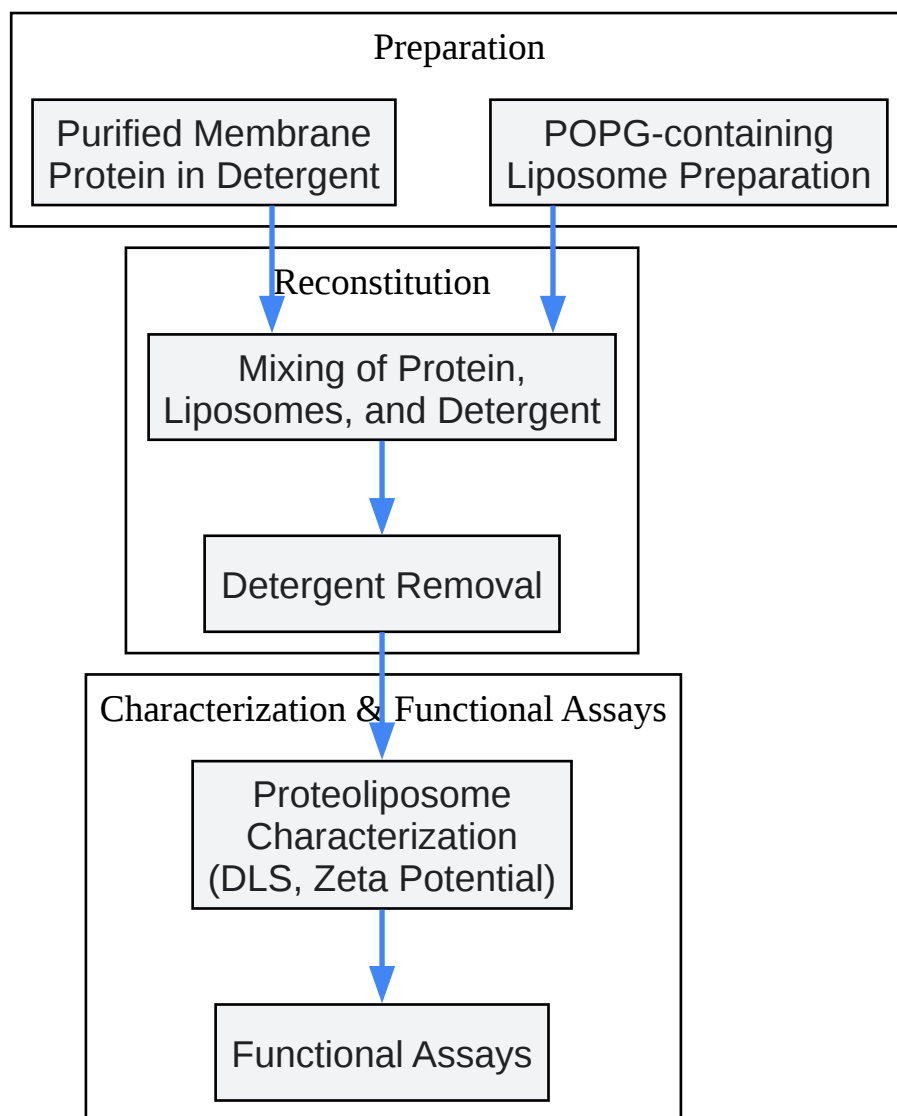 Preparation
Purified Membrane
Protein in Detergent
POPG-containing
Liposome Preparation
Reconstitution
Mixing of Protein,
Liposomes, and Detergent
Detergent Removal
Characterization & Functional Assays
Proteoliposome
Characterization
(DLS, Zeta Potential)
Functional Assays